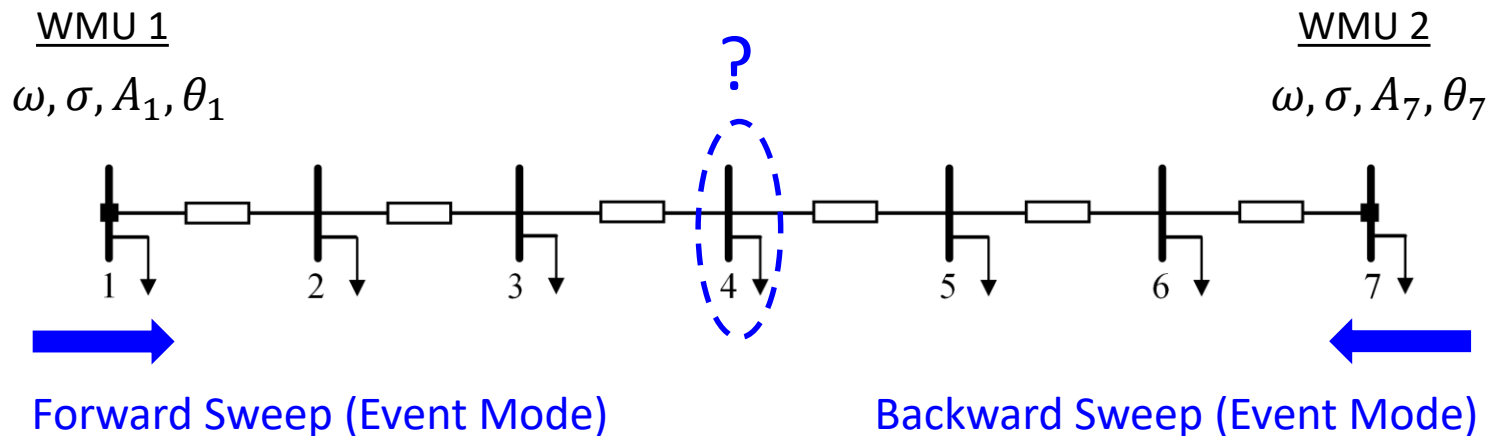 WMU 1
WMU 2
?
ω, σ, A₁, θ₁
ω, σ, A₇, θ₇
1 2 3 4 5 6 7
Forward Sweep (Event Mode)
Backward Sweep (Event Mode)